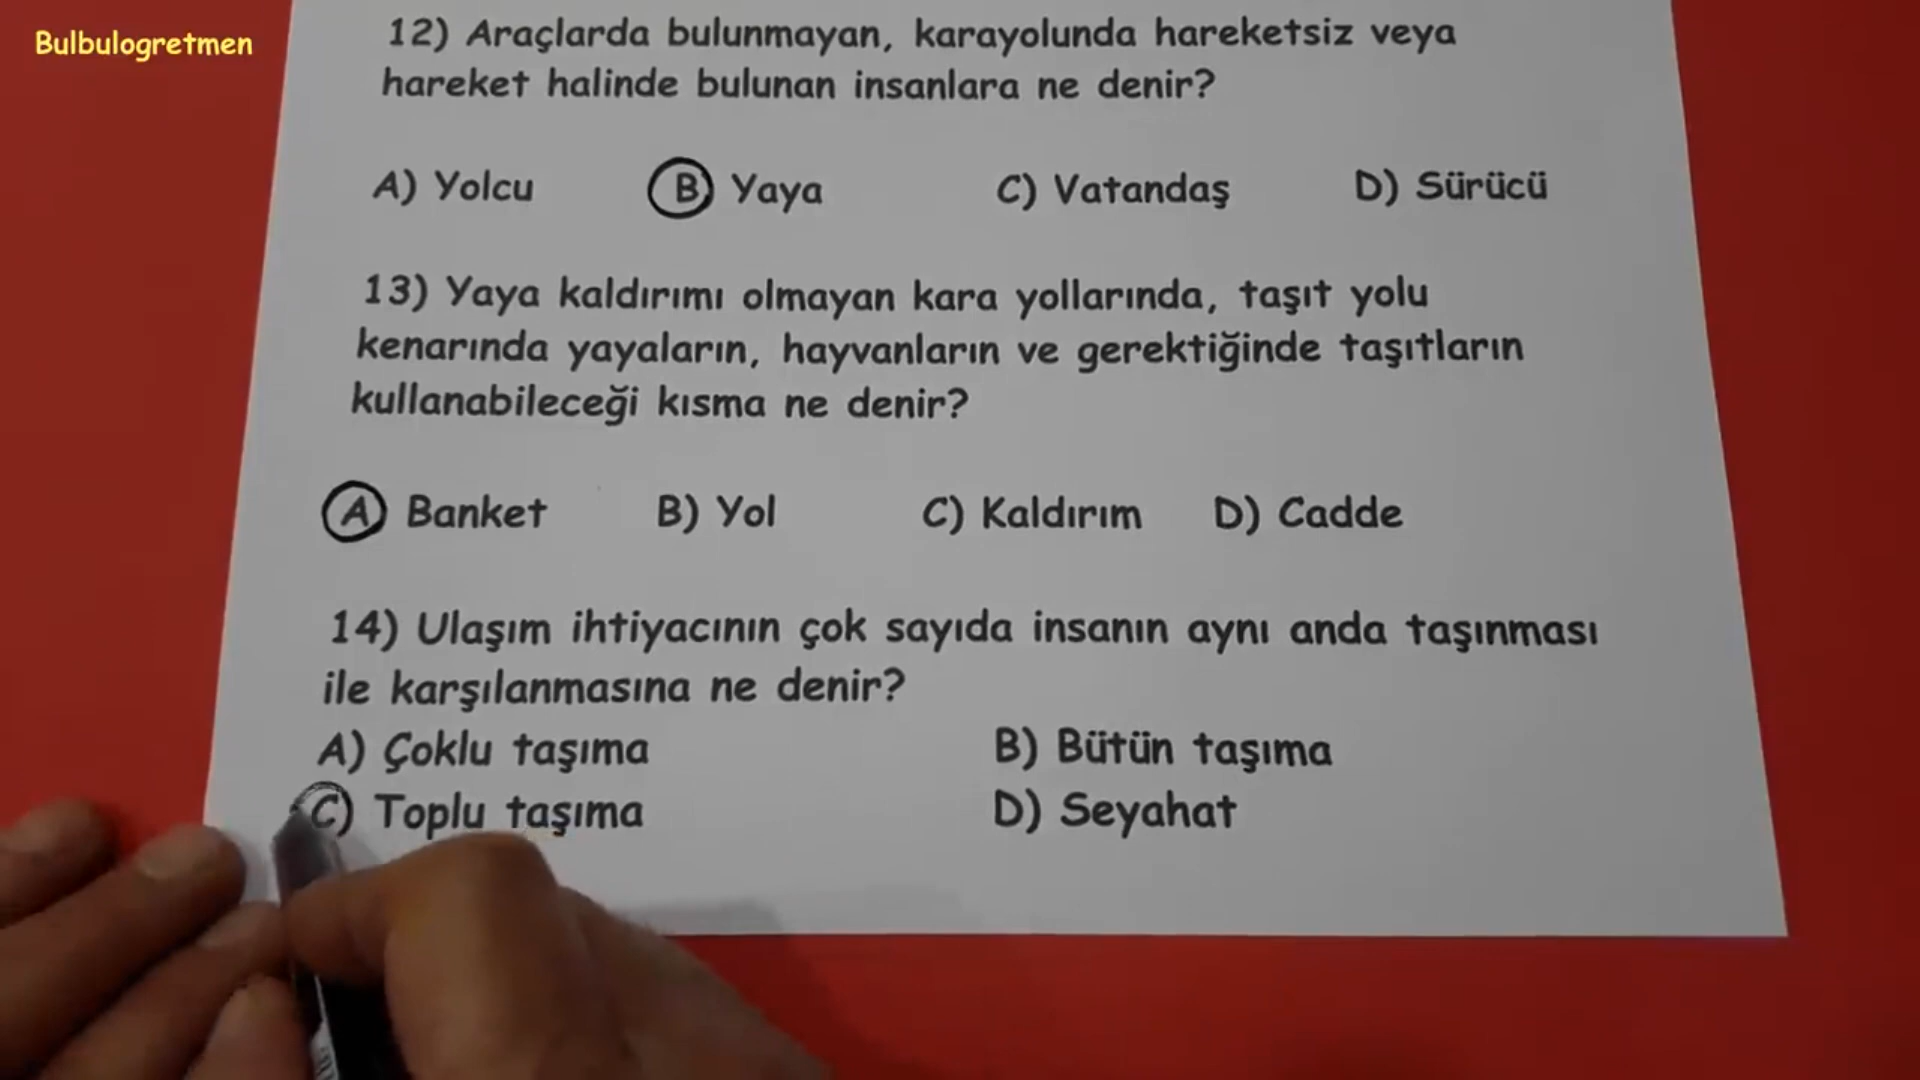 Bulbulogretmen
12) Araçlarda bulunmayan, karayolunda hareketsiz veya
hareket halinde bulunan insanlara ne denir?
A) Yolcu B) Yaya C) Vatandaş D) Sürücü
13) Yaya kaldırımı olmayan kara yollarında, taşıt yolu
kenarında yayaların, hayvanların ve gerektiğinde taşıtların
kullanabileceği kısma ne denir?
A) Banket B) Yol C) Kaldırım D) Cadde
14) Ulaşım ihtiyacının çok sayıda insanın aynı anda taşınması
ile karşılanmasına ne denir?
A) Çoklu taşıma B) Bütün taşıma
C) Toplu taşıma D) Seyahat